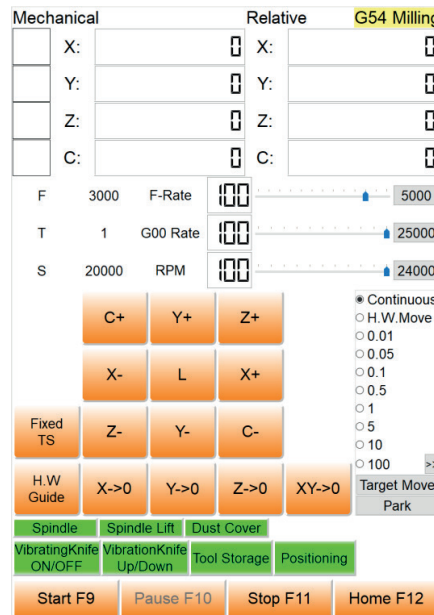 Mechanical Relative G54 Milling
X: 0 X: 0
Y: 0 Y: 0
Z: 0 Z: 0
C: 0 C: 0
F 3000 F-Rate 100 5000
T 1 G00 Rate 100 25000
S 20000 RPM 100 24000
Continuous
H.W.Move
0.01
0.05
0.1
0.5
1
5
10
100 >>
C+ Y+ Z+
X- L X+
Fixed
TS
Z- Y- C-
H.W
Guide
X->0 Y->0 Z->0 XY->0
Target Move
Park
Spindle Spindle Lift Dust Cover
VibratingKnife
ON/OFF
VibrationKnife
Up/Down
Tool Storage Positioning
Start F9 Pause F10 Stop F11 Home F12